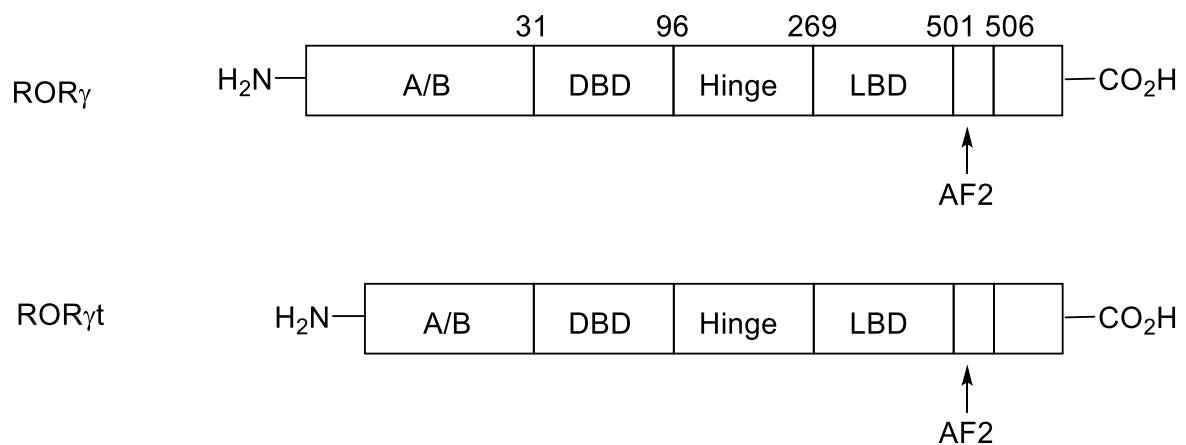 31 96 269 501 506
RORγ H₂N A/B DBD Hinge LBD CO₂H
AF2
RORγt H₂N A/B DBD Hinge LBD CO₂H
AF2